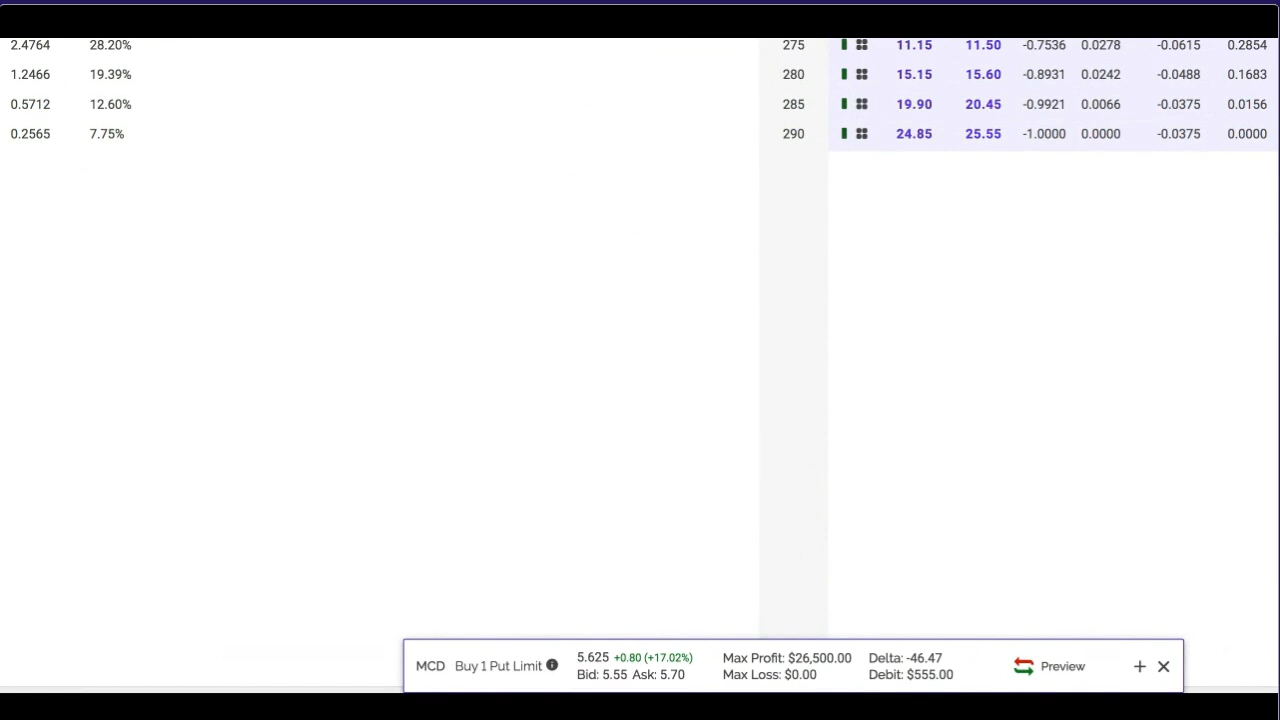 2.4764 28.20% 275 11.15 11.50 -0.7536 0.0278 -0.0615 0.2854
1.2466 19.39% 280 15.15 15.60 -0.8931 0.0242 -0.0488 0.1683
0.5712 12.60% 285 19.90 20.45 -0.9921 0.0066 -0.0375 0.0156
0.2565 7.75% 290 24.85 25.55 -1.0000 0.0000 -0.0375 0.0000
MCD Buy 1 Put Limit
5.625 +0.80 (+17.02%)
Bid: 5.55 Ask: 5.70
Max Profit: $26,500.00
Max Loss: $0.00
Delta: -46.47
Debit: $555.00
Preview